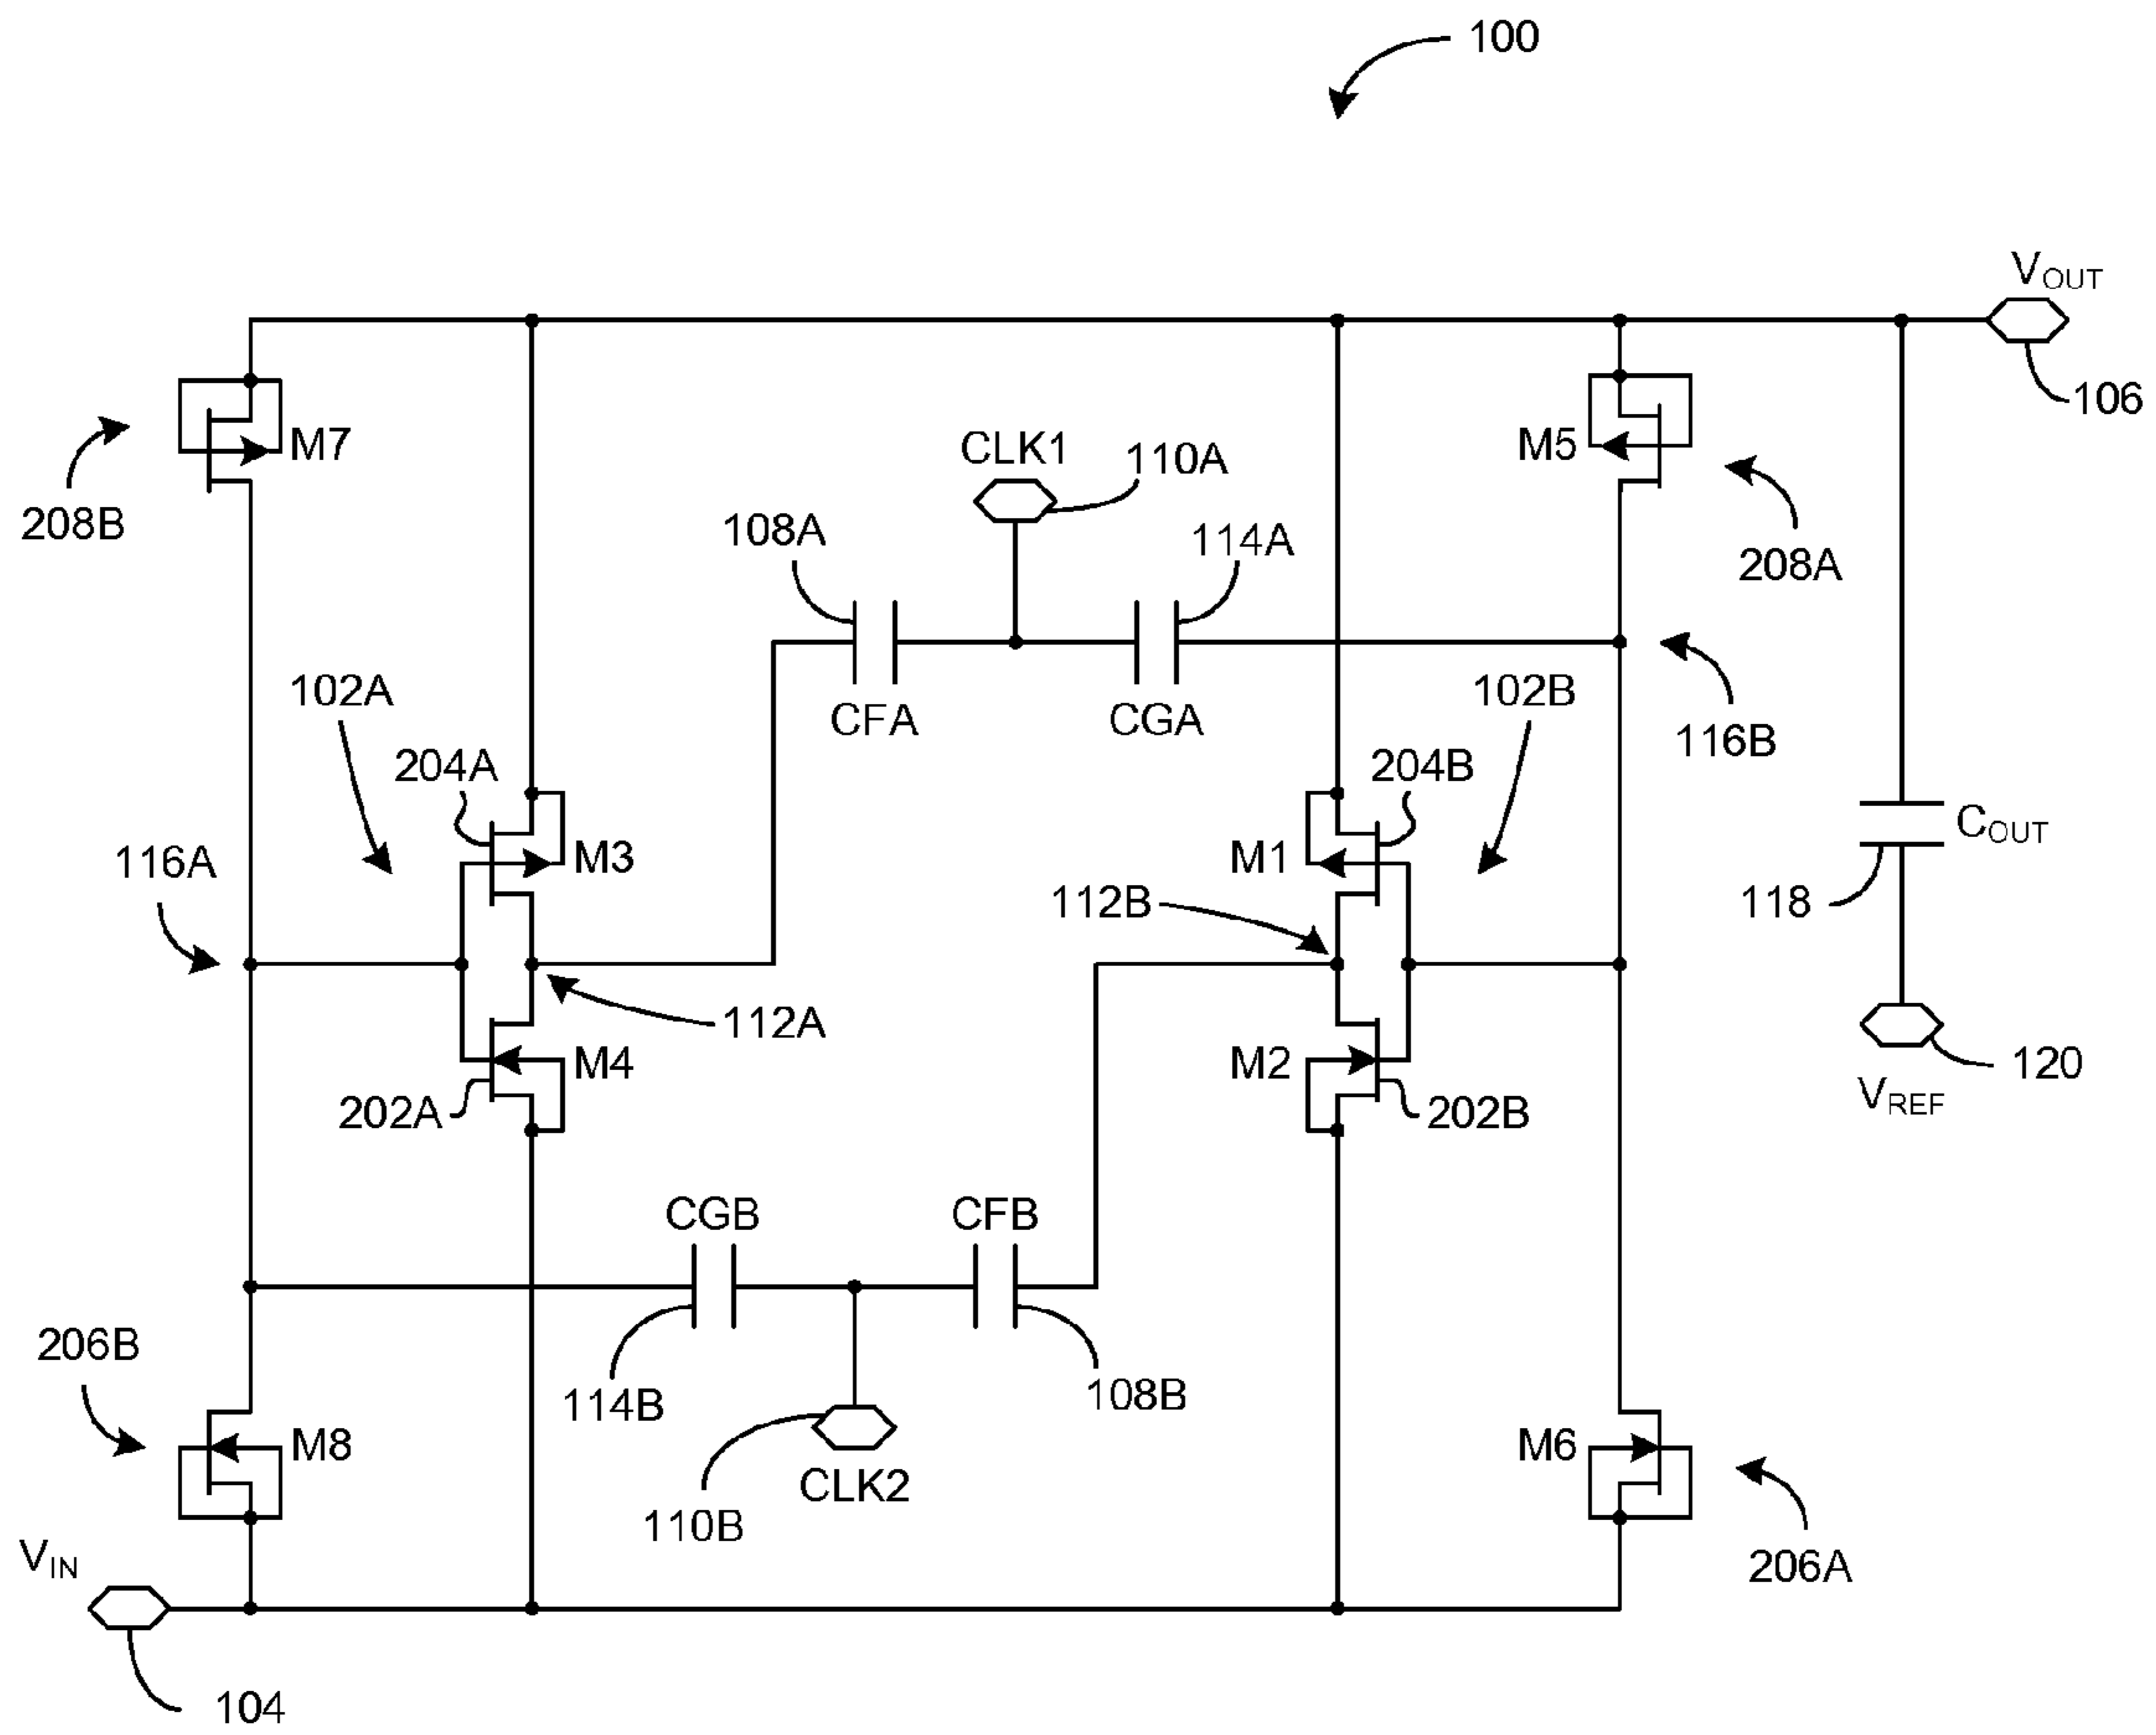 100
VOUT
106
M7
208B
CLK1
110A
M5
208A
108A
114A
CFA
CGA
116B
102A
102B
204A
204B
M3
M1
COUT
118
116A
112B
112A
M4
M2
202A
202B
120
VREF
CGB
CFB
206B
114B
108B
M8
M6
CLK2
110B
206A
VIN
104